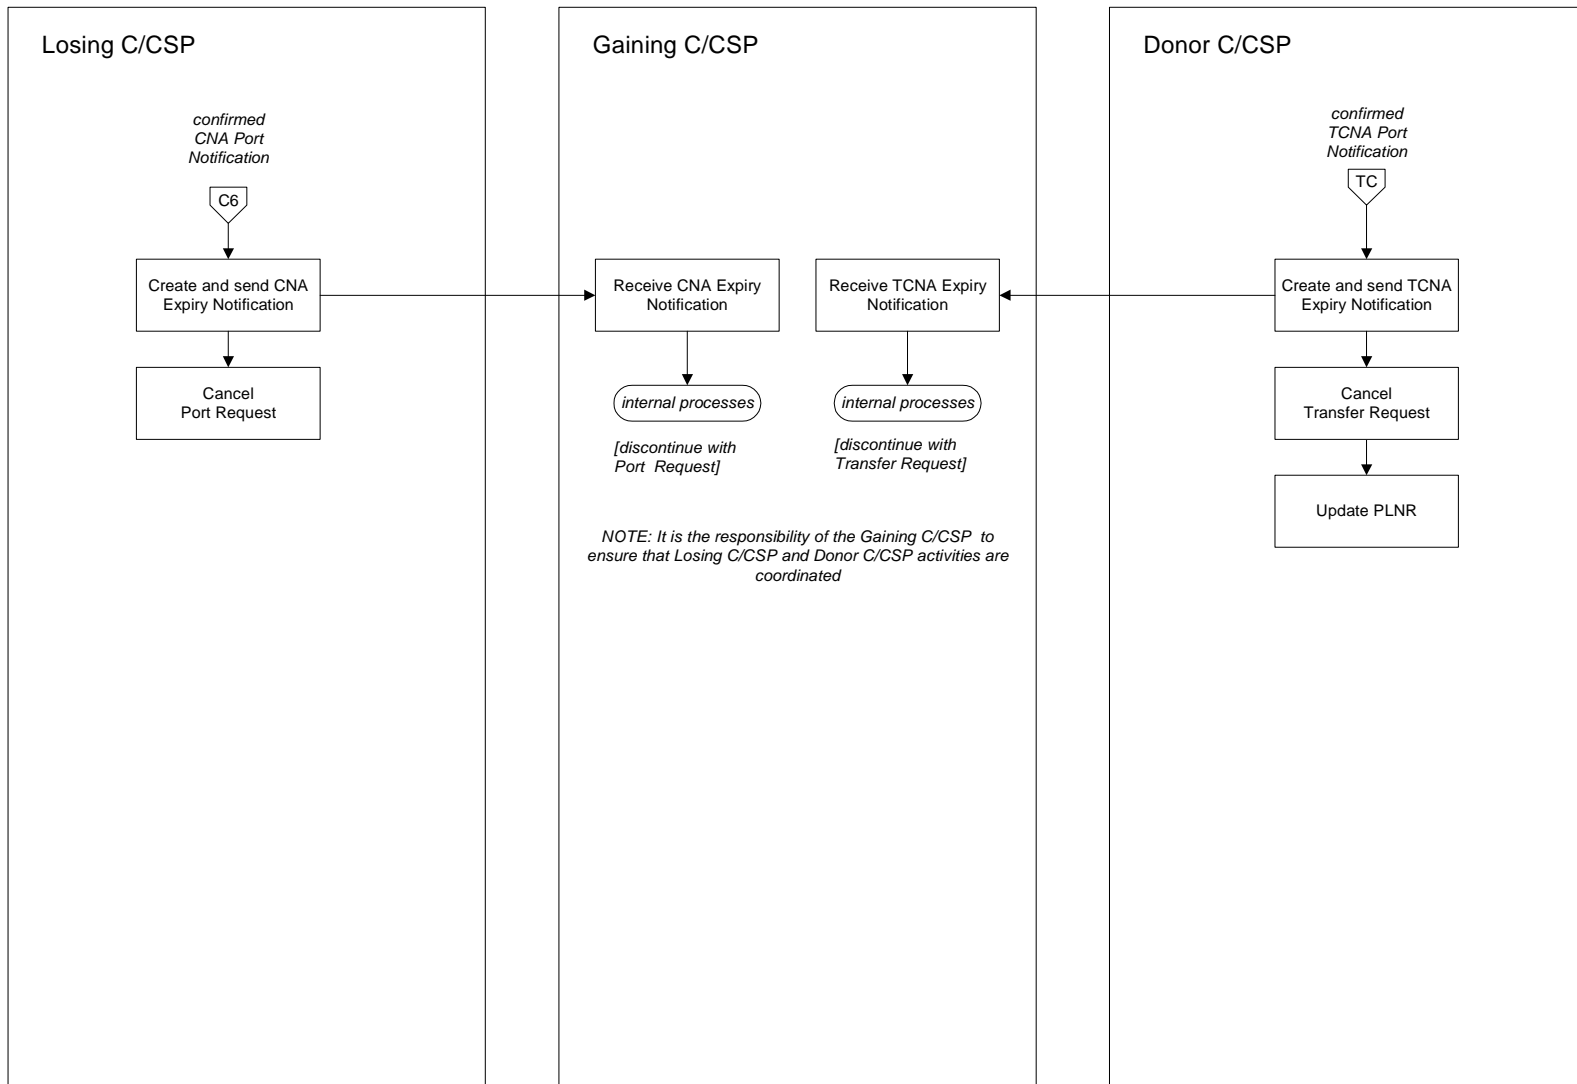 Losing C/CSP
confirmed
CNA Port
Notification
C6
Create and send CNA
Expiry Notification
Cancel
Port Request
Gaining C/CSP
Receive CNA Expiry
Notification
internal processes
[discontinue with
Port Request]
Receive TCNA Expiry
Notification
internal processes
[discontinue with
Transfer Request]
NOTE: It is the responsibility of the Gaining C/CSP to
ensure that Losing C/CSP and Donor C/CSP activities are
coordinated
Donor C/CSP
confirmed
TCNA Port
Notification
TC
Create and send TCNA
Expiry Notification
Cancel
Transfer Request
Update PLNR